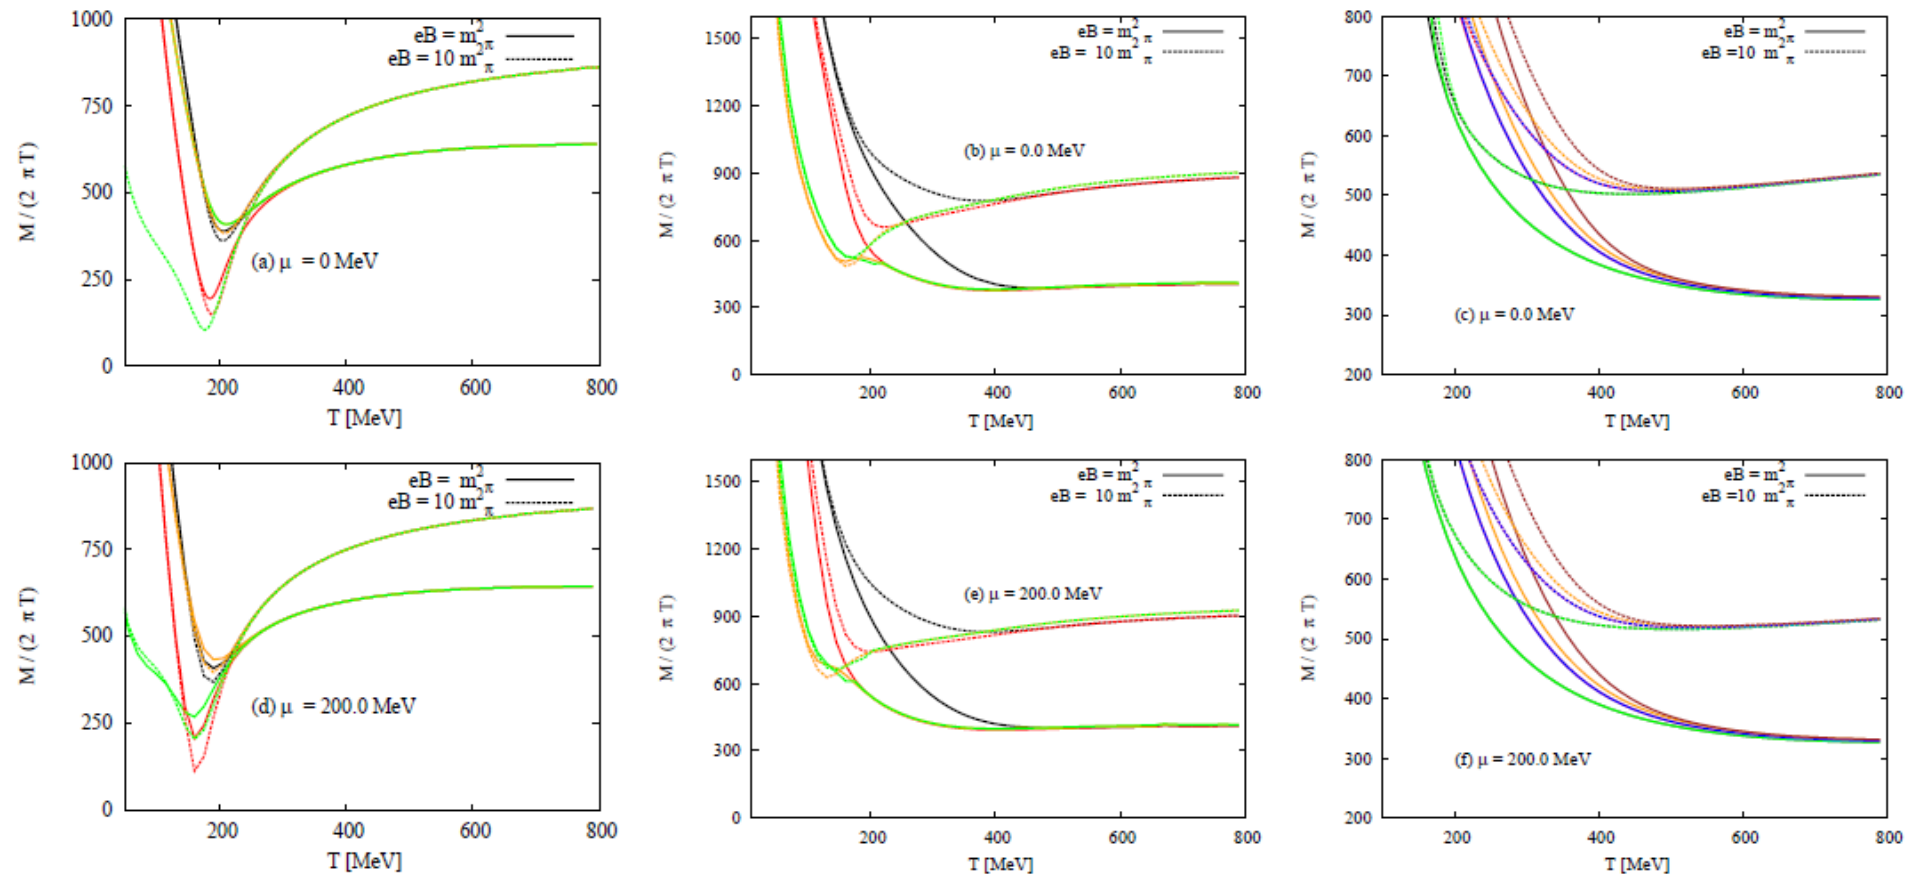 1000
750
500
250
0
M / (2 π T)
eB = m²π
eB = 10 m²π
(a) μ = 0 MeV
200 400 600 800
T [MeV]
1500
1200
900
600
300
0
M / (2 π T)
eB = m²π
eB = 10 m²π
(b) μ = 0.0 MeV
200 400 600 800
T [MeV]
800
700
600
500
400
300
200
M / (2 π T)
eB = m²π
eB =10 m²π
(c) μ = 0.0 MeV
200 400 600 800
T [MeV]
1000
750
500
250
0
M / (2 π T)
eB = m²π
eB = 10 m²π
(d) μ = 200.0 MeV
200 400 600 800
T [MeV]
1500
1200
900
600
300
0
M / (2 π T)
eB = m²π
eB = 10 m²π
(e) μ = 200.0 MeV
200 400 600 800
T [MeV]
800
700
600
500
400
300
200
M / (2 π T)
eB = m²π
eB =10 m²π
(f) μ = 200.0 MeV
200 400 600 800
T [MeV]